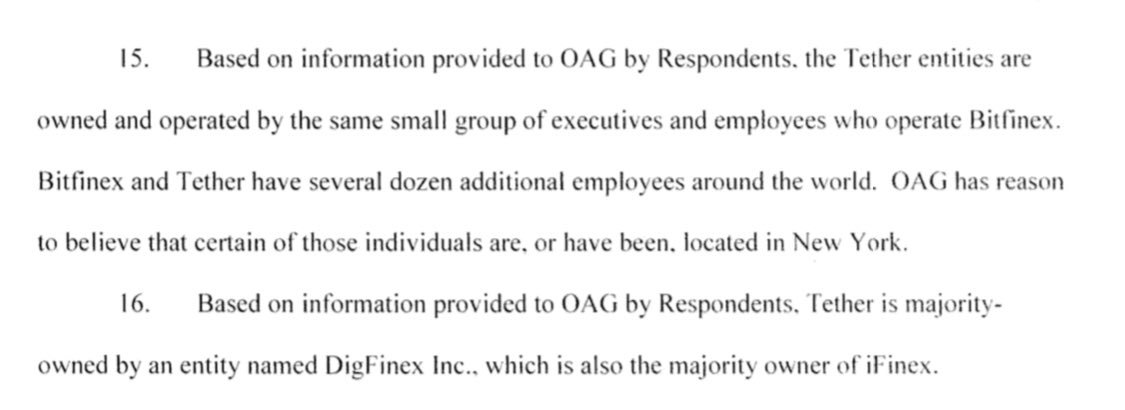 15. Based on information provided to OAG by Respondents, the Tether entities are
owned and operated by the same small group of executives and employees who operate Bitfinex.
Bitfinex and Tether have several dozen additional employees around the world. OAG has reason
to believe that certain of those individuals are, or have been, located in New York.
16. Based on information provided to OAG by Respondents, Tether is majority-
owned by an entity named DigFinex Inc., which is also the majority owner of iFinex.